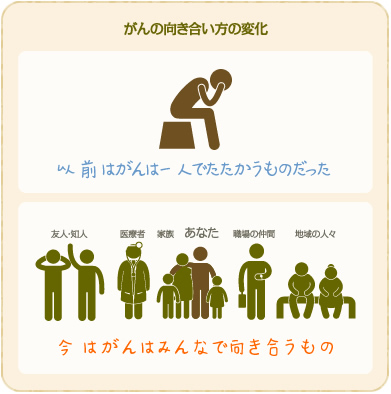 がんの向き合い方の変化
以前はがんは一人でたたかうものだった
友人・知人 医療者 家族 あなた 職場の仲間 地域の人々
今はがんはみんなで向き合うもの